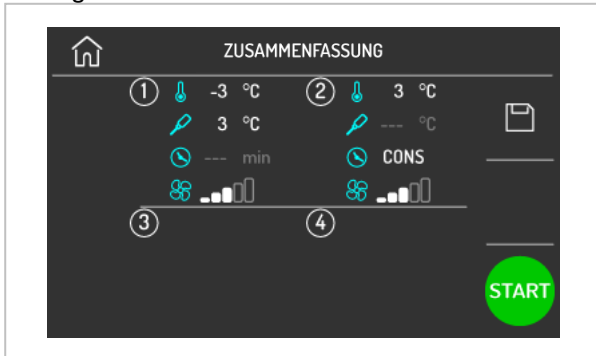 ZUSAMMENFASSUNG
1 -3 °C 2 3 °C
3 °C --- °C
--- min CONS
3 4
START